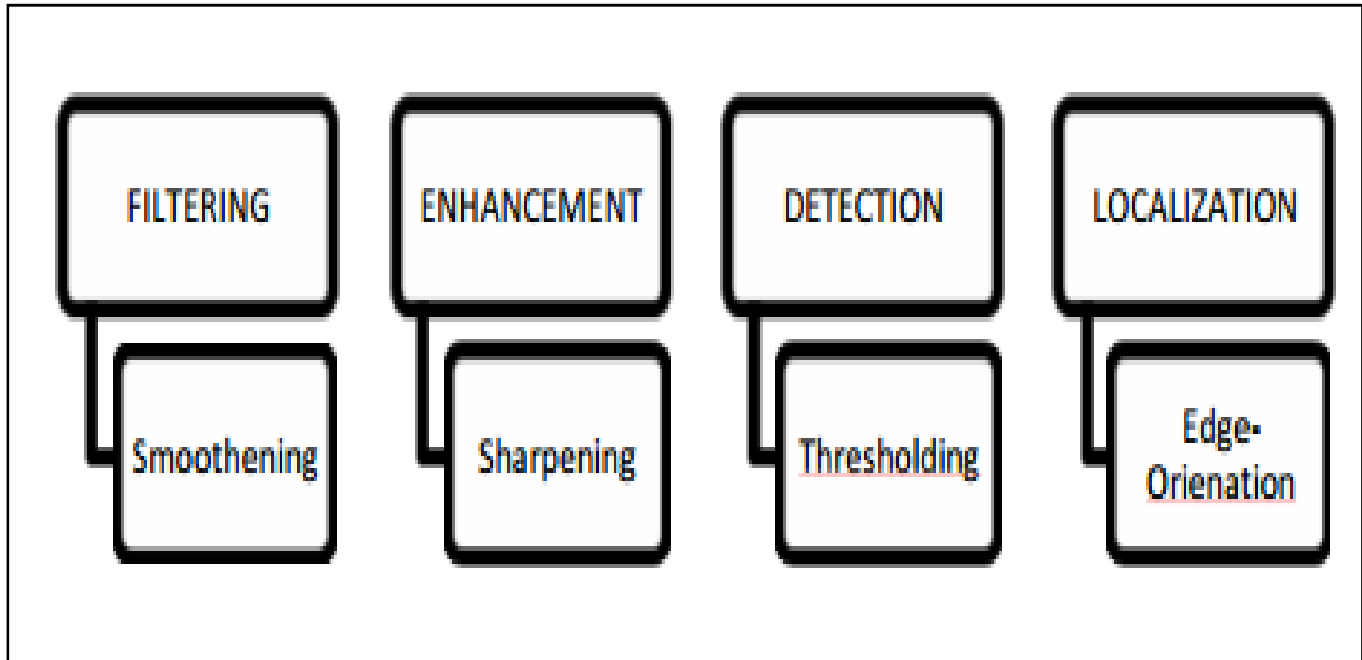 FILTERING
ENHANCEMENT
DETECTION
LOCALIZATION
Smoothening
Sharpening
Thresholding
Edge-
Orienation